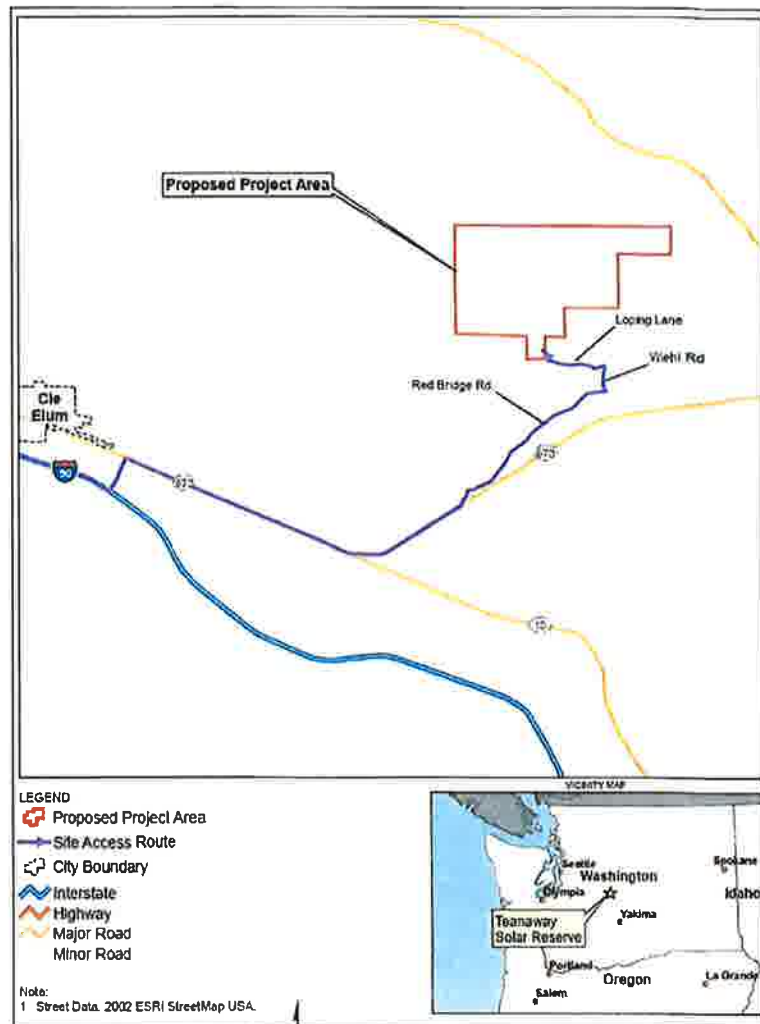 Proposed Project Area
Loping Lane
Wiehl Rd
Red Bridge Rd
Cle
Elum
90
10
VICINITY MAP
LEGEND
Proposed Project Area
Site Access Route
City Boundary
Interstate
Highway
Major Road
Minor Road
Note:
1 Street Data. 2002 ESRI StreetMap USA.
Seattle
Spokane
Washington
Olympia
Idaho
Teanaway
Solar Reserve
Yakima
Portland
Oregon
La Grande
Salem